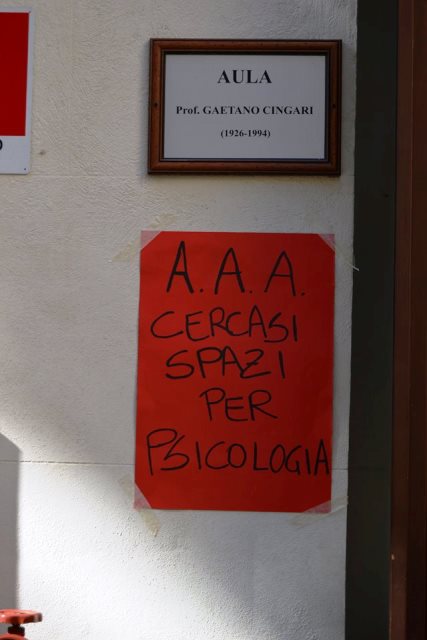 AULA
Prof. GAETANO CINGARI
(1926-1994)
A. A. A.
CERCASI
SPAZI
PER
PSICOLOGIA